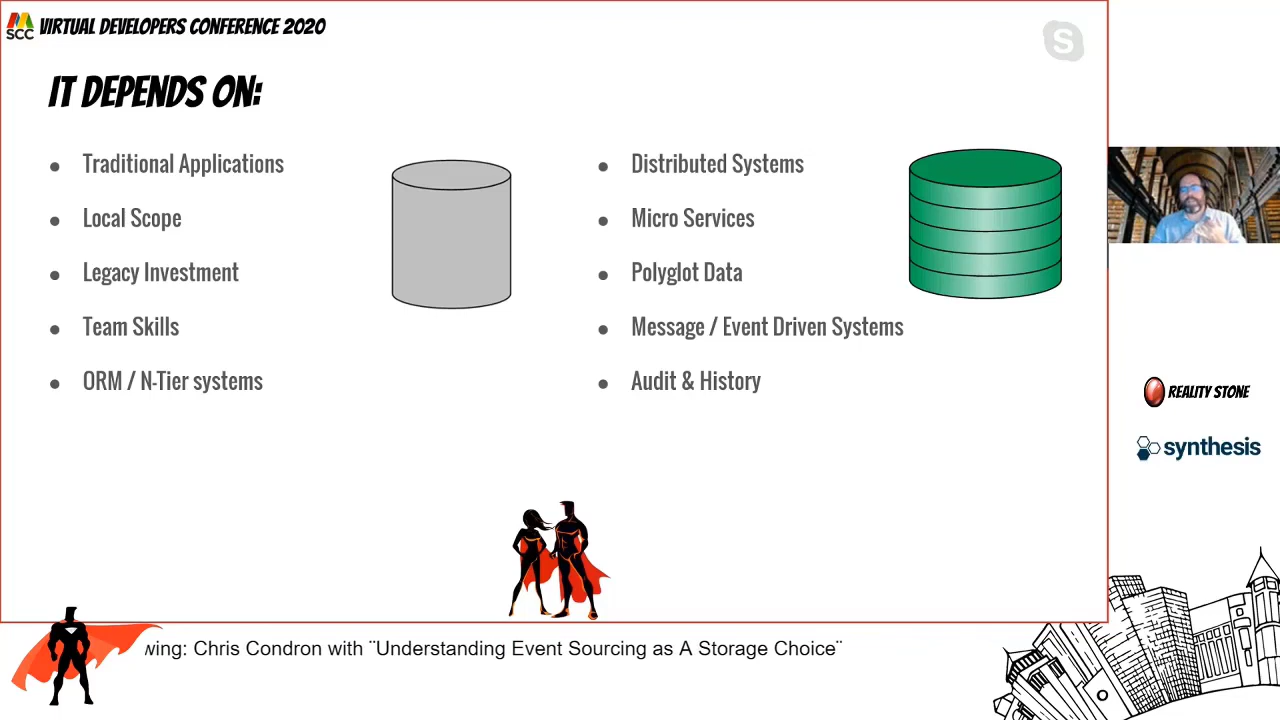 SCC VIRTUAL DEVELOPERS CONFERENCE 2020
S
IT DEPENDS ON:
● Traditional Applications
● Local Scope
● Legacy Investment
● Team Skills
● ORM / N-Tier systems
● Distributed Systems
● Micro Services
● Polyglot Data
● Message / Event Driven Systems
● Audit & History
REALITY STONE
synthesis
wing: Chris Condron with ¨Understanding Event Sourcing as A Storage Choice¨